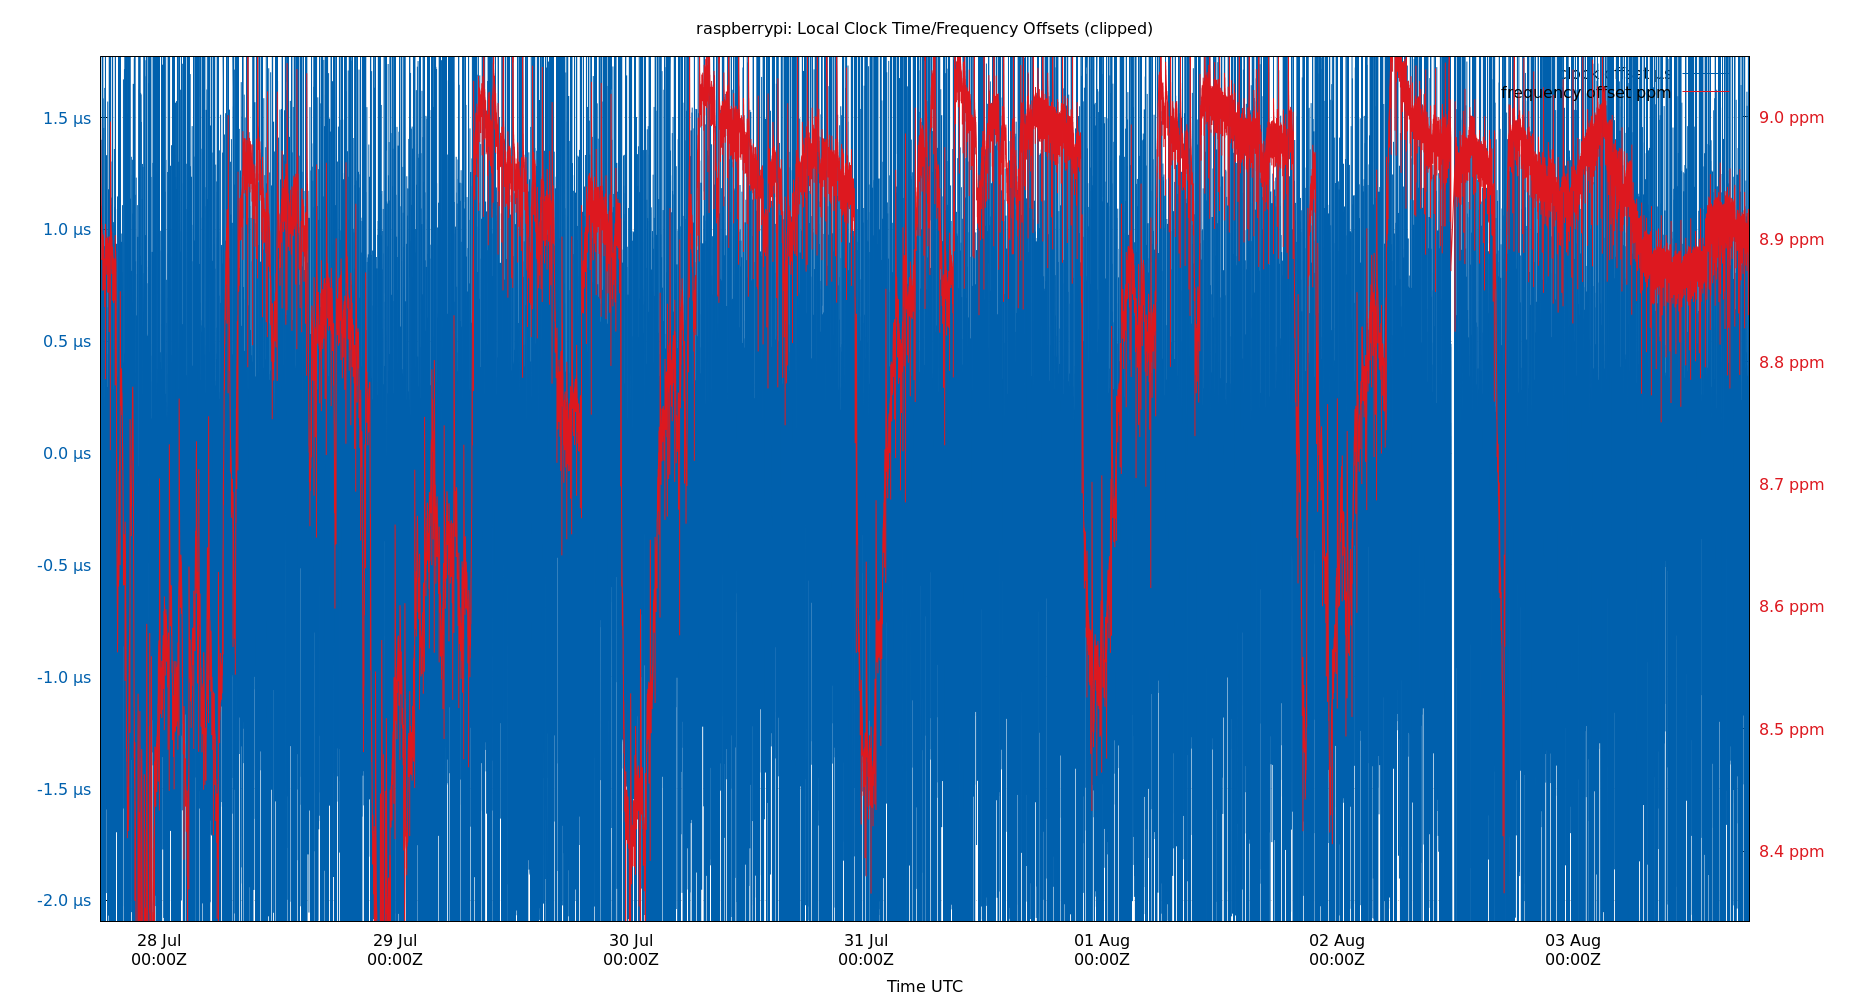 raspberrypi: Local Clock Time/Frequency Offsets (clipped)
clock offset µs
frequency offset ppm
1.5 µs
1.0 µs
0.5 µs
0.0 µs
-0.5 µs
-1.0 µs
-1.5 µs
-2.0 µs
9.0 ppm
8.9 ppm
8.8 ppm
8.7 ppm
8.6 ppm
8.5 ppm
8.4 ppm
28 Jul
00:00Z
29 Jul
00:00Z
30 Jul
00:00Z
31 Jul
00:00Z
01 Aug
00:00Z
02 Aug
00:00Z
03 Aug
00:00Z
Time UTC